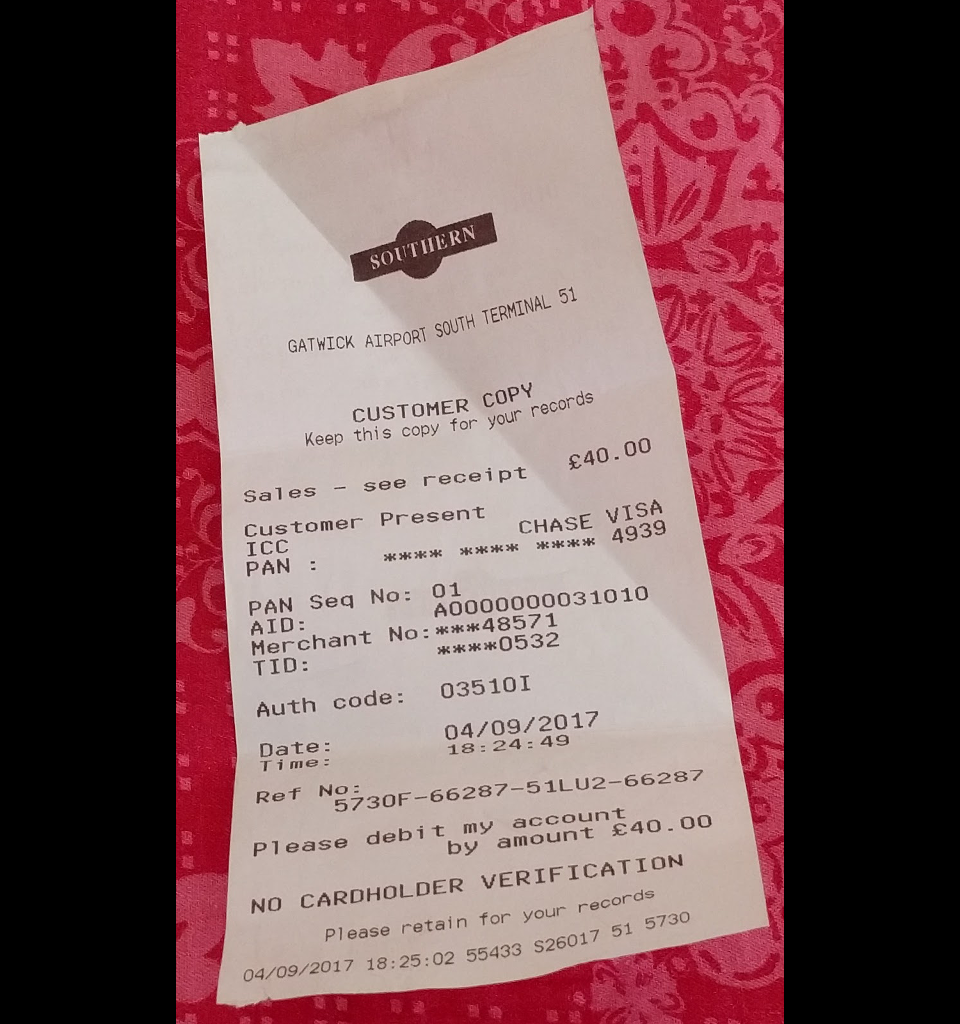 SOUTHERN
GATWICK AIRPORT SOUTH TERMINAL 51
CUSTOMER COPY
Keep this copy for your records
Sales - see receipt £40.00
Customer Present
ICC CHASE VISA
PAN : **** **** **** 4939
PAN Seq No: 01
AID: A0000000031010
Merchant No:***48571
TID: ****0532
Auth code: 03510I
Date: 04/09/2017
Time: 18:24:49
Ref No:
5730F-66287-51LU2-66287
Please debit my account
by amount £40.00
NO CARDHOLDER VERIFICATION
Please retain for your records
04/09/2017 18:25:02 55433 S26017 51 5730